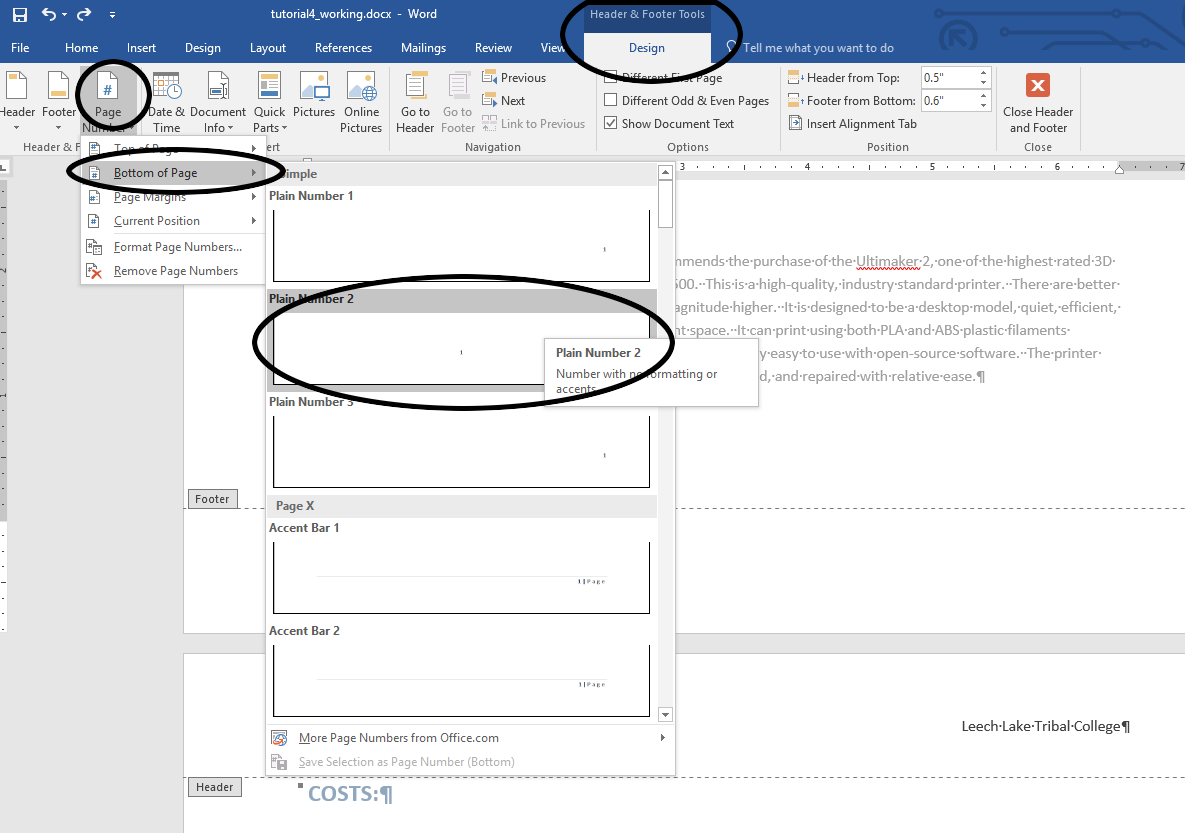 tutorial4_working.docx - Word
Header & Footer Tools
File Home Insert Design Layout References Mailings Review View Design Tell me what you want to do
Header
Footer
Page
Number
Date &
Time
Document
Info
Quick
Parts
Pictures
Online
Pictures
Go to
Header
Go to
Footer
Previous
Next
Link to Previous
Different First Page
Different Odd & Even Pages
Show Document Text
Header from Top: 0.5"
Footer from Bottom: 0.6"
Insert Alignment Tab
Close Header
and Footer
Header & F
ert
Navigation
Options
Position
Close
Top of Page
Bottom of Page
Page Margins
Current Position
Format Page Numbers...
Remove Page Numbers
3 4 5 6 7
2
1
Simple
Plain Number 1
1
Plain Number 2
1
Plain Number 2
Number with no formatting or
accents
Plain Number 3
1
Page X
Accent Bar 1
1|Page
Accent Bar 2
1|Page
More Page Numbers from Office.com
Save Selection as Page Number (Bottom)
mmends·the·purchase·of·the·Ultimaker·2,·one·of·the·highest·rated·3D·
500.··This·is·a·high-quality,·industry·standard·printer.··There·are·better·
agnitude·higher.··It·is·designed·to·be·a·desktop·model,·quiet,·efficient,·
nt·space.··It·can·print·using·both·PLA·and·ABS·plastic·filaments·
y·easy·to·use·with·open-source·software.··The·printer·
d,·and·repaired·with·relative·ease.¶
Footer
Leech·Lake·Tribal·College¶
Header
COSTS:¶